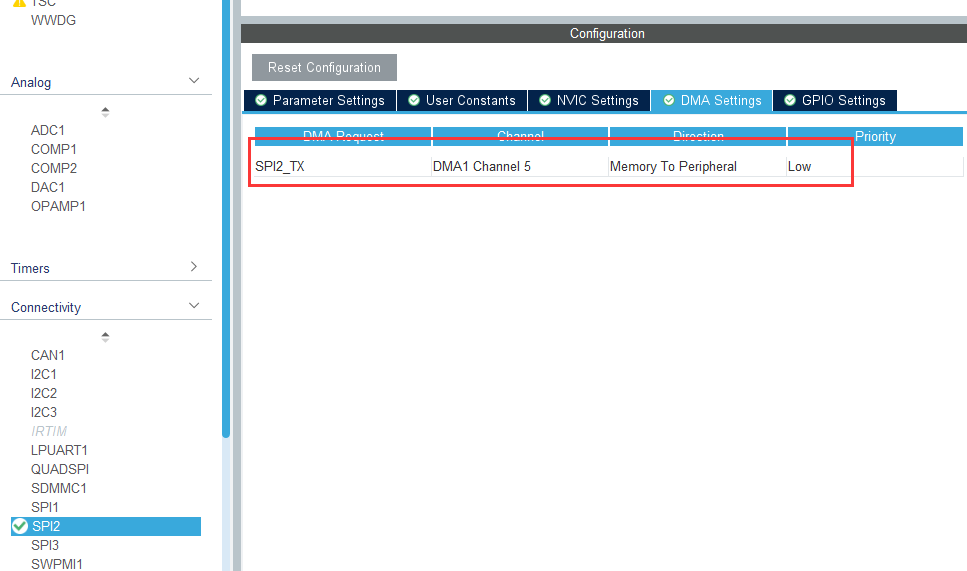 TSC
WWDG
Analog
ADC1
COMP1
COMP2
DAC1
OPAMP1
Timers
Connectivity
CAN1
I2C1
I2C2
I2C3
IRTIM
LPUART1
QUADSPI
SDMMC1
SPI1
SPI2
SPI3
SWPMI1
Configuration
Reset Configuration
Parameter Settings User Constants NVIC Settings DMA Settings GPIO Settings
DMA Request Channel Direction Priority
SPI2_TX DMA1 Channel 5 Memory To Peripheral Low